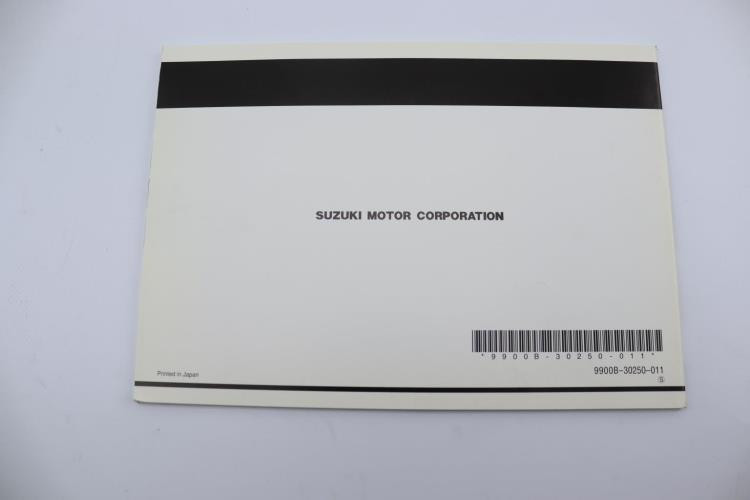 SUZUKI MOTOR CORPORATION
*9900B-30250-011*
Printed in Japan
9900B-30250-011
S